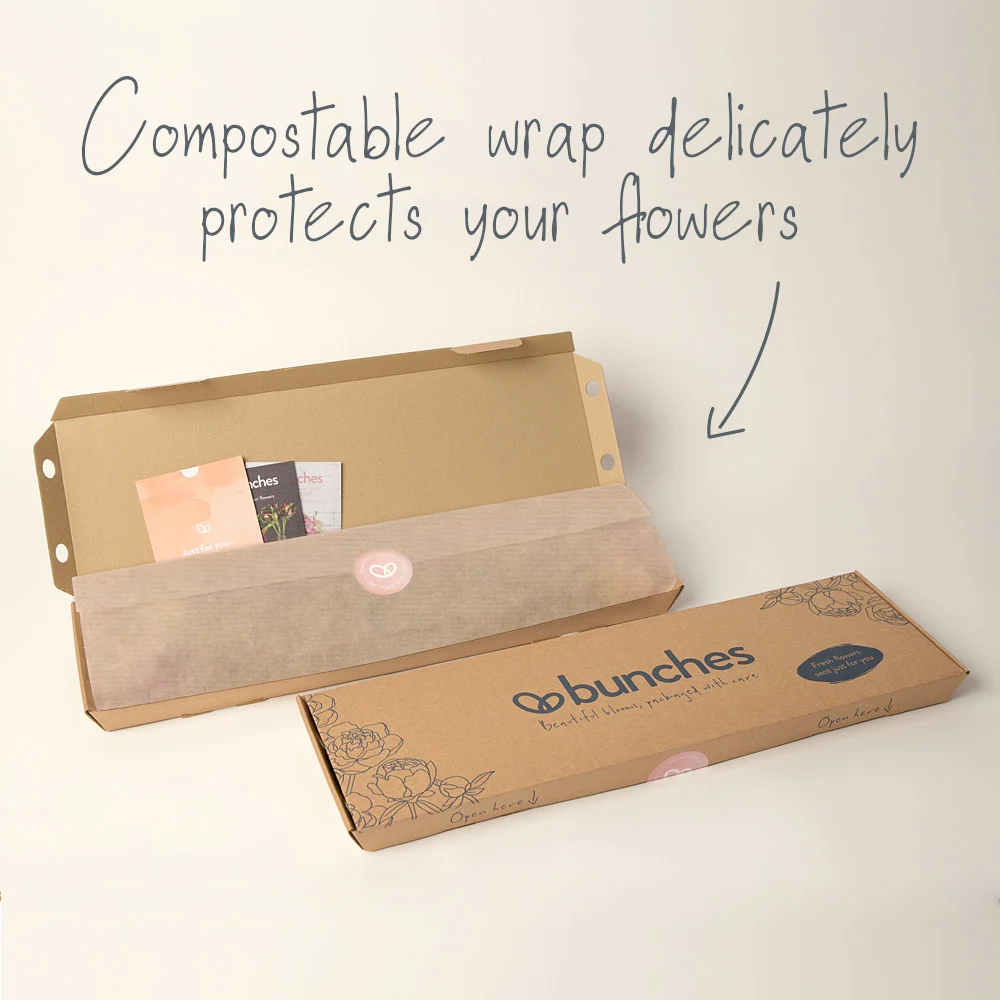 Compostable wrap delicately
protects your flowers
Just for you...
bunches
Beautiful blooms, packaged with care
Fresh flowers
sent just for you
Open here
Open here